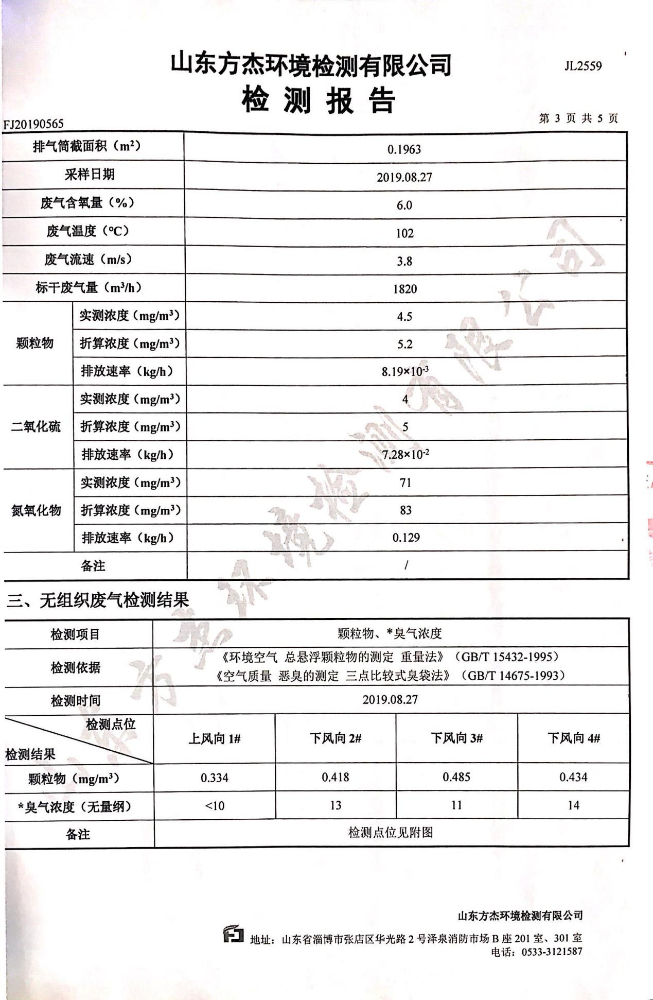 山东方杰环境检测有限公司
JL2559
检测报告
FJ20190565
第 3 页 共 5 页
排气筒截面积（m²） 0.1963
采样日期 2019.08.27
废气含氧量（%） 6.0
废气温度（℃） 102
废气流速（m/s） 3.8
标干废气量（m³/h） 1820
颗粒物
实测浓度（mg/m³） 4.5
折算浓度（mg/m³） 5.2
排放速率（kg/h） 8.19×10⁻³
二氧化硫
实测浓度（mg/m³） 4
折算浓度（mg/m³） 5
排放速率（kg/h） 7.28×10⁻²
氮氧化物
实测浓度（mg/m³） 71
折算浓度（mg/m³） 83
排放速率（kg/h） 0.129
备注 /
三、无组织废气检测结果
检测项目 颗粒物、*臭气浓度
检测依据
《环境空气 总悬浮颗粒物的测定 重量法》（GB/T 15432-1995）
《空气质量 恶臭的测定 三点比较式臭袋法》（GB/T 14675-1993）
检测时间 2019.08.27
检测点位
检测结果
上风向 1# 下风向 2# 下风向 3# 下风向 4#
颗粒物（mg/m³） 0.334 0.418 0.485 0.434
*臭气浓度（无量纲） <10 13 11 14
备注 检测点位见附图
山东方杰环境检测有限公司
山东方杰环境检测有限公司
地址：山东省淄博市张店区华光路 2 号泽泉消防市场 B 座 201 室、301 室
电话：0533-3121587